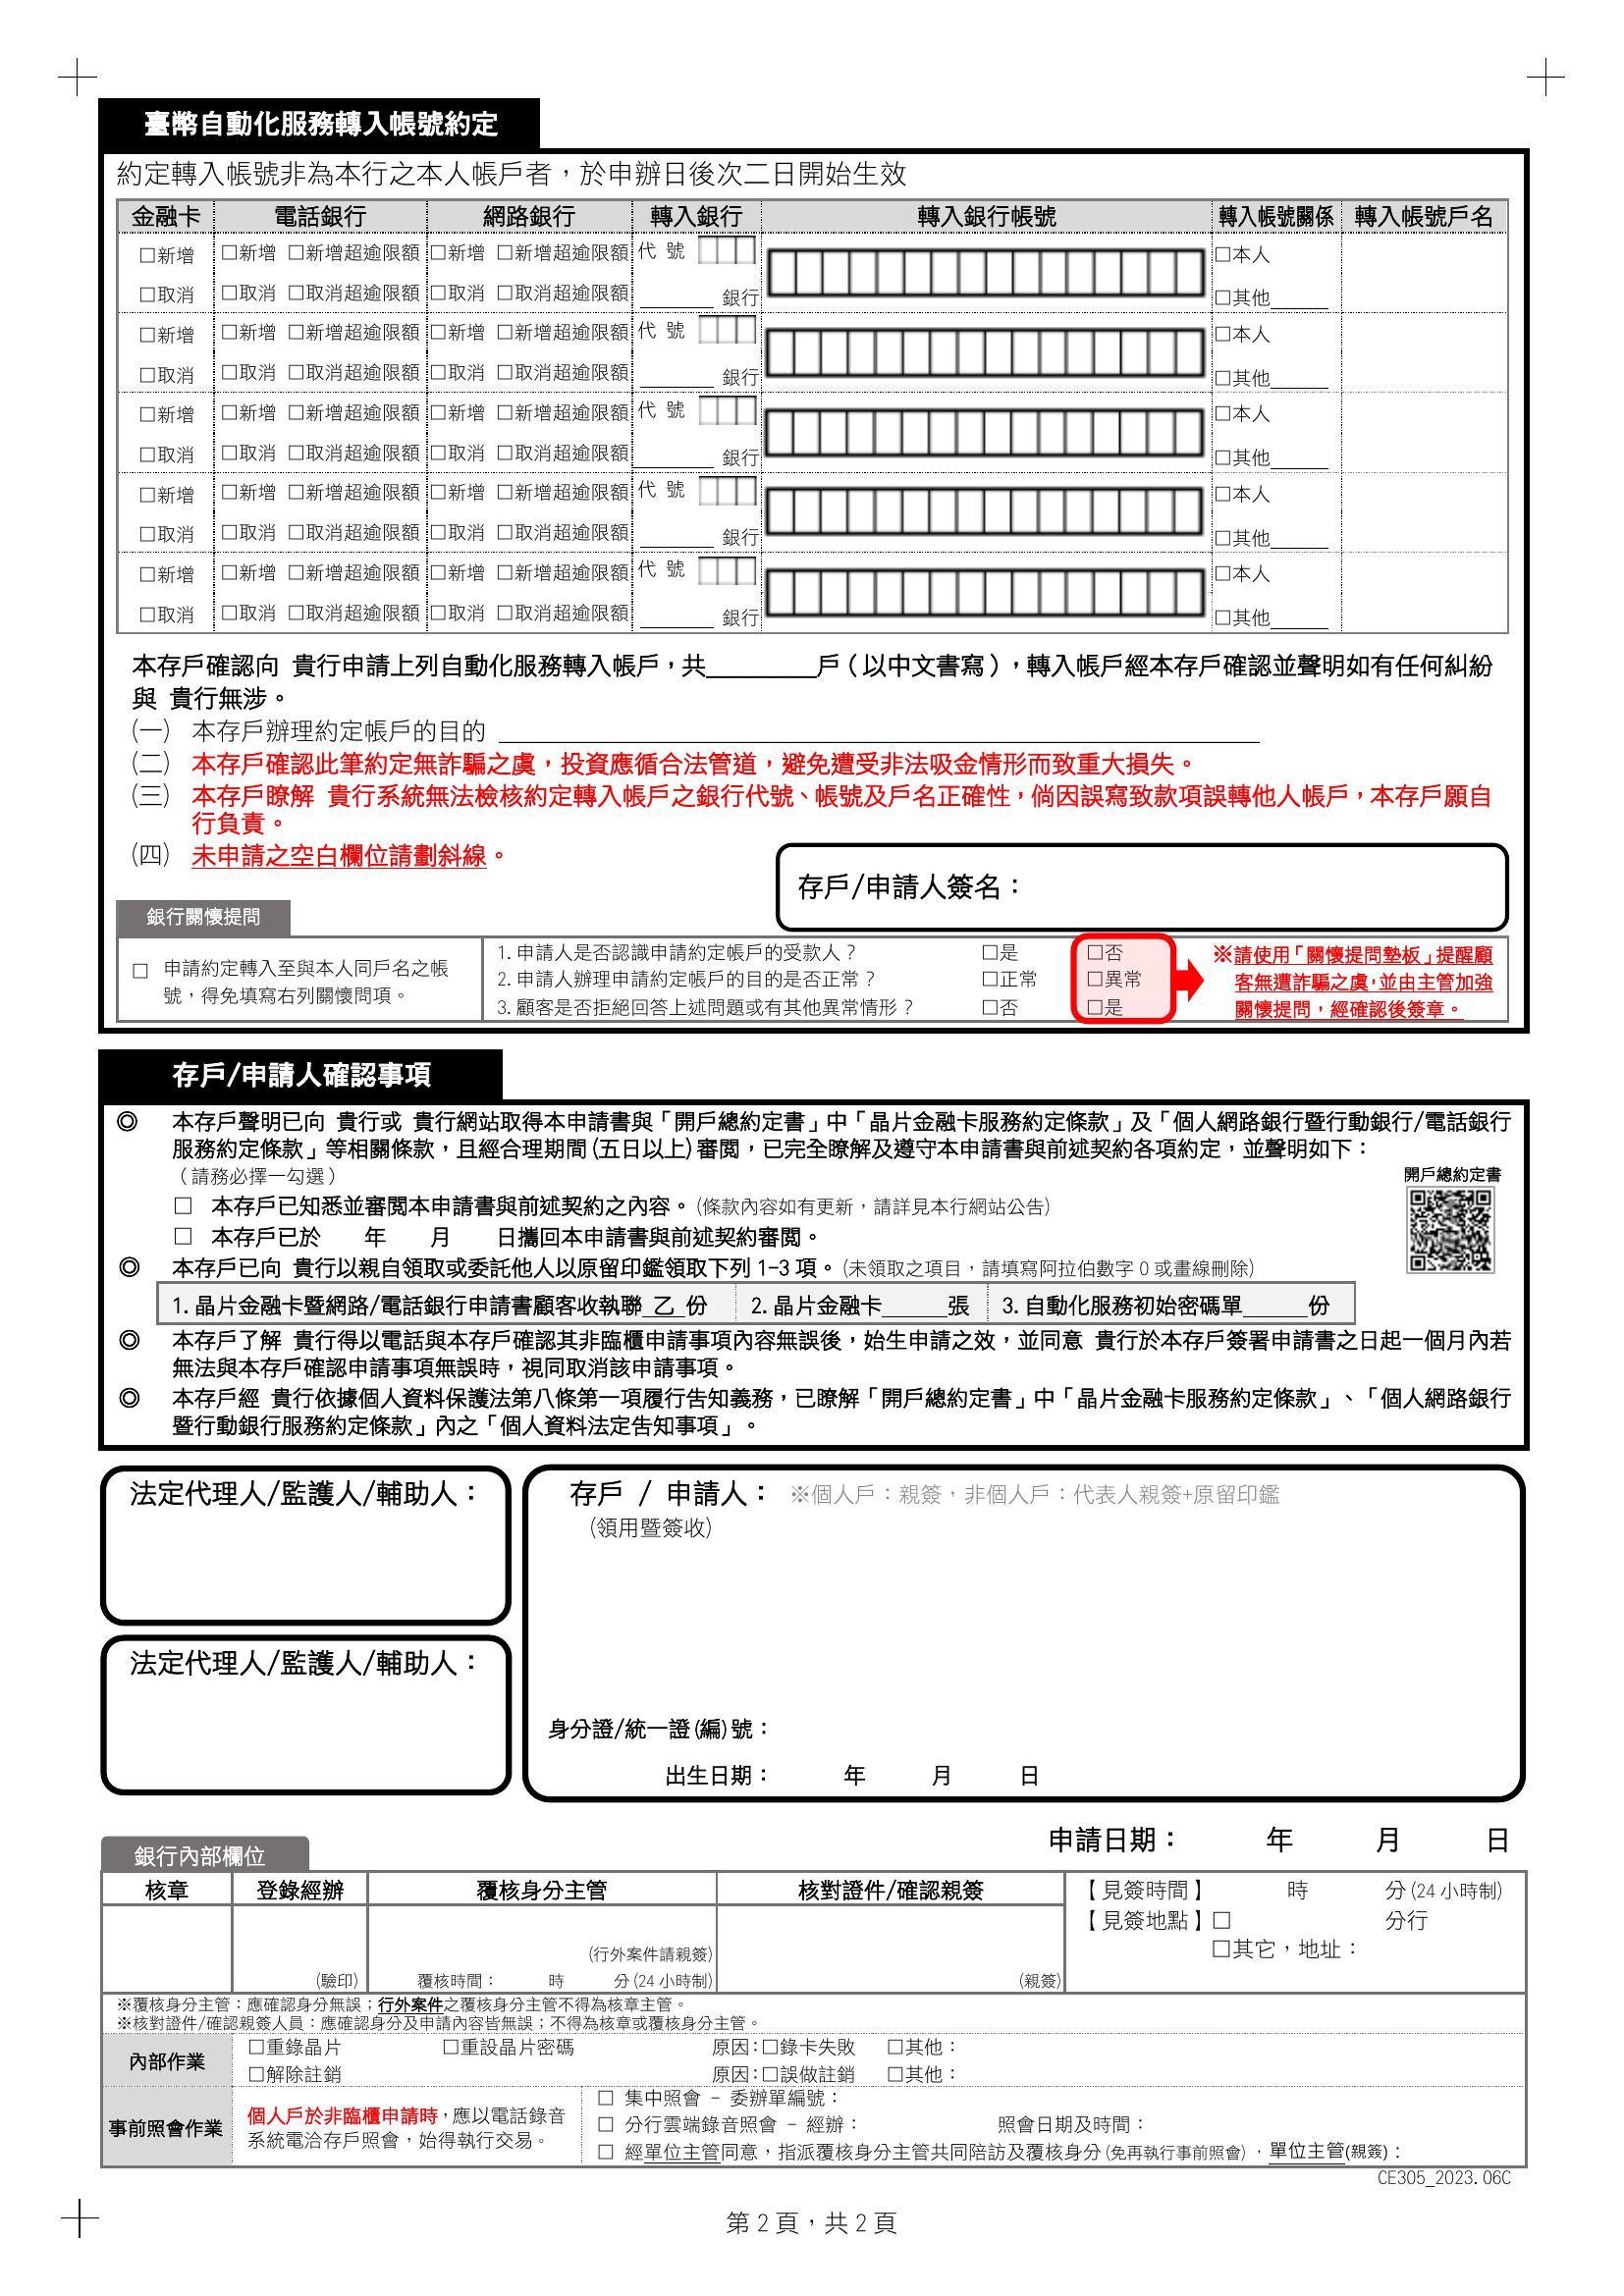 臺幣自動化服務轉入帳號約定
約定轉入帳號非為本行之本人帳戶者，於申辦日後次二日開始生效
金融卡 電話銀行 網路銀行 轉入銀行 轉入銀行帳號 轉入帳號關係 轉入帳號戶名
□新增 □新增 □新增超逾限額 □新增 □新增超逾限額 代 號 □本人
□取消 □取消 □取消超逾限額 □取消 □取消超逾限額 ＿＿＿＿銀行 □其他＿＿＿
□新增 □新增 □新增超逾限額 □新增 □新增超逾限額 代 號 □本人
□取消 □取消 □取消超逾限額 □取消 □取消超逾限額 ＿＿＿＿銀行 □其他＿＿＿
□新增 □新增 □新增超逾限額 □新增 □新增超逾限額 代 號 □本人
□取消 □取消 □取消超逾限額 □取消 □取消超逾限額 ＿＿＿＿銀行 □其他＿＿＿
□新增 □新增 □新增超逾限額 □新增 □新增超逾限額 代 號 □本人
□取消 □取消 □取消超逾限額 □取消 □取消超逾限額 ＿＿＿＿銀行 □其他＿＿＿
□新增 □新增 □新增超逾限額 □新增 □新增超逾限額 代 號 □本人
□取消 □取消 □取消超逾限額 □取消 □取消超逾限額 ＿＿＿＿銀行 □其他＿＿＿
本存戶確認向 貴行申請上列自動化服務轉入帳戶，共________戶（以中文書寫），轉入帳戶經本存戶確認並聲明如有任何糾紛
與 貴行無涉。
(一) 本存戶辦理約定帳戶的目的
(二) 本存戶確認此筆約定無詐騙之虞，投資應循合法管道，避免遭受非法吸金情形而致重大損失。
(三) 本存戶瞭解 貴行系統無法檢核約定轉入帳戶之銀行代號、帳號及戶名正確性，倘因誤寫致款項誤轉他人帳戶，本存戶願自
行負責。
(四) 未申請之空白欄位請劃斜線。
存戶/申請人簽名：
銀行關懷提問
□ 申請約定轉入至與本人同戶名之帳
號，得免填寫右列關懷問項。
1. 申請人是否認識申請約定帳戶的受款人？ □是 □否
2. 申請人辦理申請約定帳戶的目的是否正常？ □正常 □異常
3. 顧客是否拒絕回答上述問題或有其他異常情形？ □否 □是
※請使用「關懷提問墊板」提醒顧
客無遭詐騙之虞，並由主管加強
關懷提問，經確認後簽章。
存戶/申請人確認事項
◎ 本存戶聲明已向 貴行或 貴行網站取得本申請書與「開戶總約定書」中「晶片金融卡服務約定條款」及「個人網路銀行暨行動銀行/電話銀行
服務約定條款」等相關條款，且經合理期間(五日以上)審閱，已完全瞭解及遵守本申請書與前述契約各項約定，並聲明如下：
（請務必擇一勾選）
開戶總約定書
□ 本存戶已知悉並審閱本申請書與前述契約之內容。(條款內容如有更新，請詳見本行網站公告)
□ 本存戶已於 年 月 日攜回本申請書與前述契約審閱。
◎ 本存戶已向 貴行以親自領取或委託他人以原留印鑑領取下列 1-3 項。(未領取之項目，請填寫阿拉伯數字 0 或畫線刪除)
1. 晶片金融卡暨網路/電話銀行申請書顧客收執聯 乙 份 2. 晶片金融卡_____張 3. 自動化服務初始密碼單_____份
◎ 本存戶了解 貴行得以電話與本存戶確認其非臨櫃申請事項內容無誤後，始生申請之效，並同意 貴行於本存戶簽署申請書之日起一個月內若
無法與本存戶確認申請事項無誤時，視同取消該申請事項。
◎ 本存戶經 貴行依據個人資料保護法第八條第一項履行告知義務，已瞭解「開戶總約定書」中「晶片金融卡服務約定條款」、「個人網路銀行
暨行動銀行服務約定條款」內之「個人資料法定告知事項」。
法定代理人/監護人/輔助人：
法定代理人/監護人/輔助人：
存戶 / 申請人： ※個人戶：親簽，非個人戶：代表人親簽+原留印鑑
(領用暨簽收)
身分證/統一證(編)號：
出生日期： 年 月 日
申請日期： 年 月 日
銀行內部欄位
核章 登錄經辦 覆核身分主管 核對證件/確認親簽
(行外案件請親簽)
(驗印) 覆核時間： 時 分(24 小時制) (親簽)
【見簽時間】 時 分(24 小時制)
【見簽地點】□ 分行
□其它，地址：
※覆核身分主管：應確認身分無誤；行外案件之覆核身分主管不得為核章主管。
※核對證件/確認親簽人員：應確認身分及申請內容皆無誤；不得為核章或覆核身分主管。
內部作業
□重錄晶片 □重設晶片密碼 原因：□錄卡失敗 □其他：
□解除註銷 原因：□誤做註銷 □其他：
事前照會作業
個人戶於非臨櫃申請時，應以電話錄音
系統電洽存戶照會，始得執行交易。
□ 集中照會 - 委辦單編號：
□ 分行雲端錄音照會 - 經辦： 照會日期及時間：
□ 經單位主管同意，指派覆核身分主管共同陪訪及覆核身分(免再執行事前照會)．單位主管(親簽)：
CE305_2023.06C
第 2 頁，共 2 頁